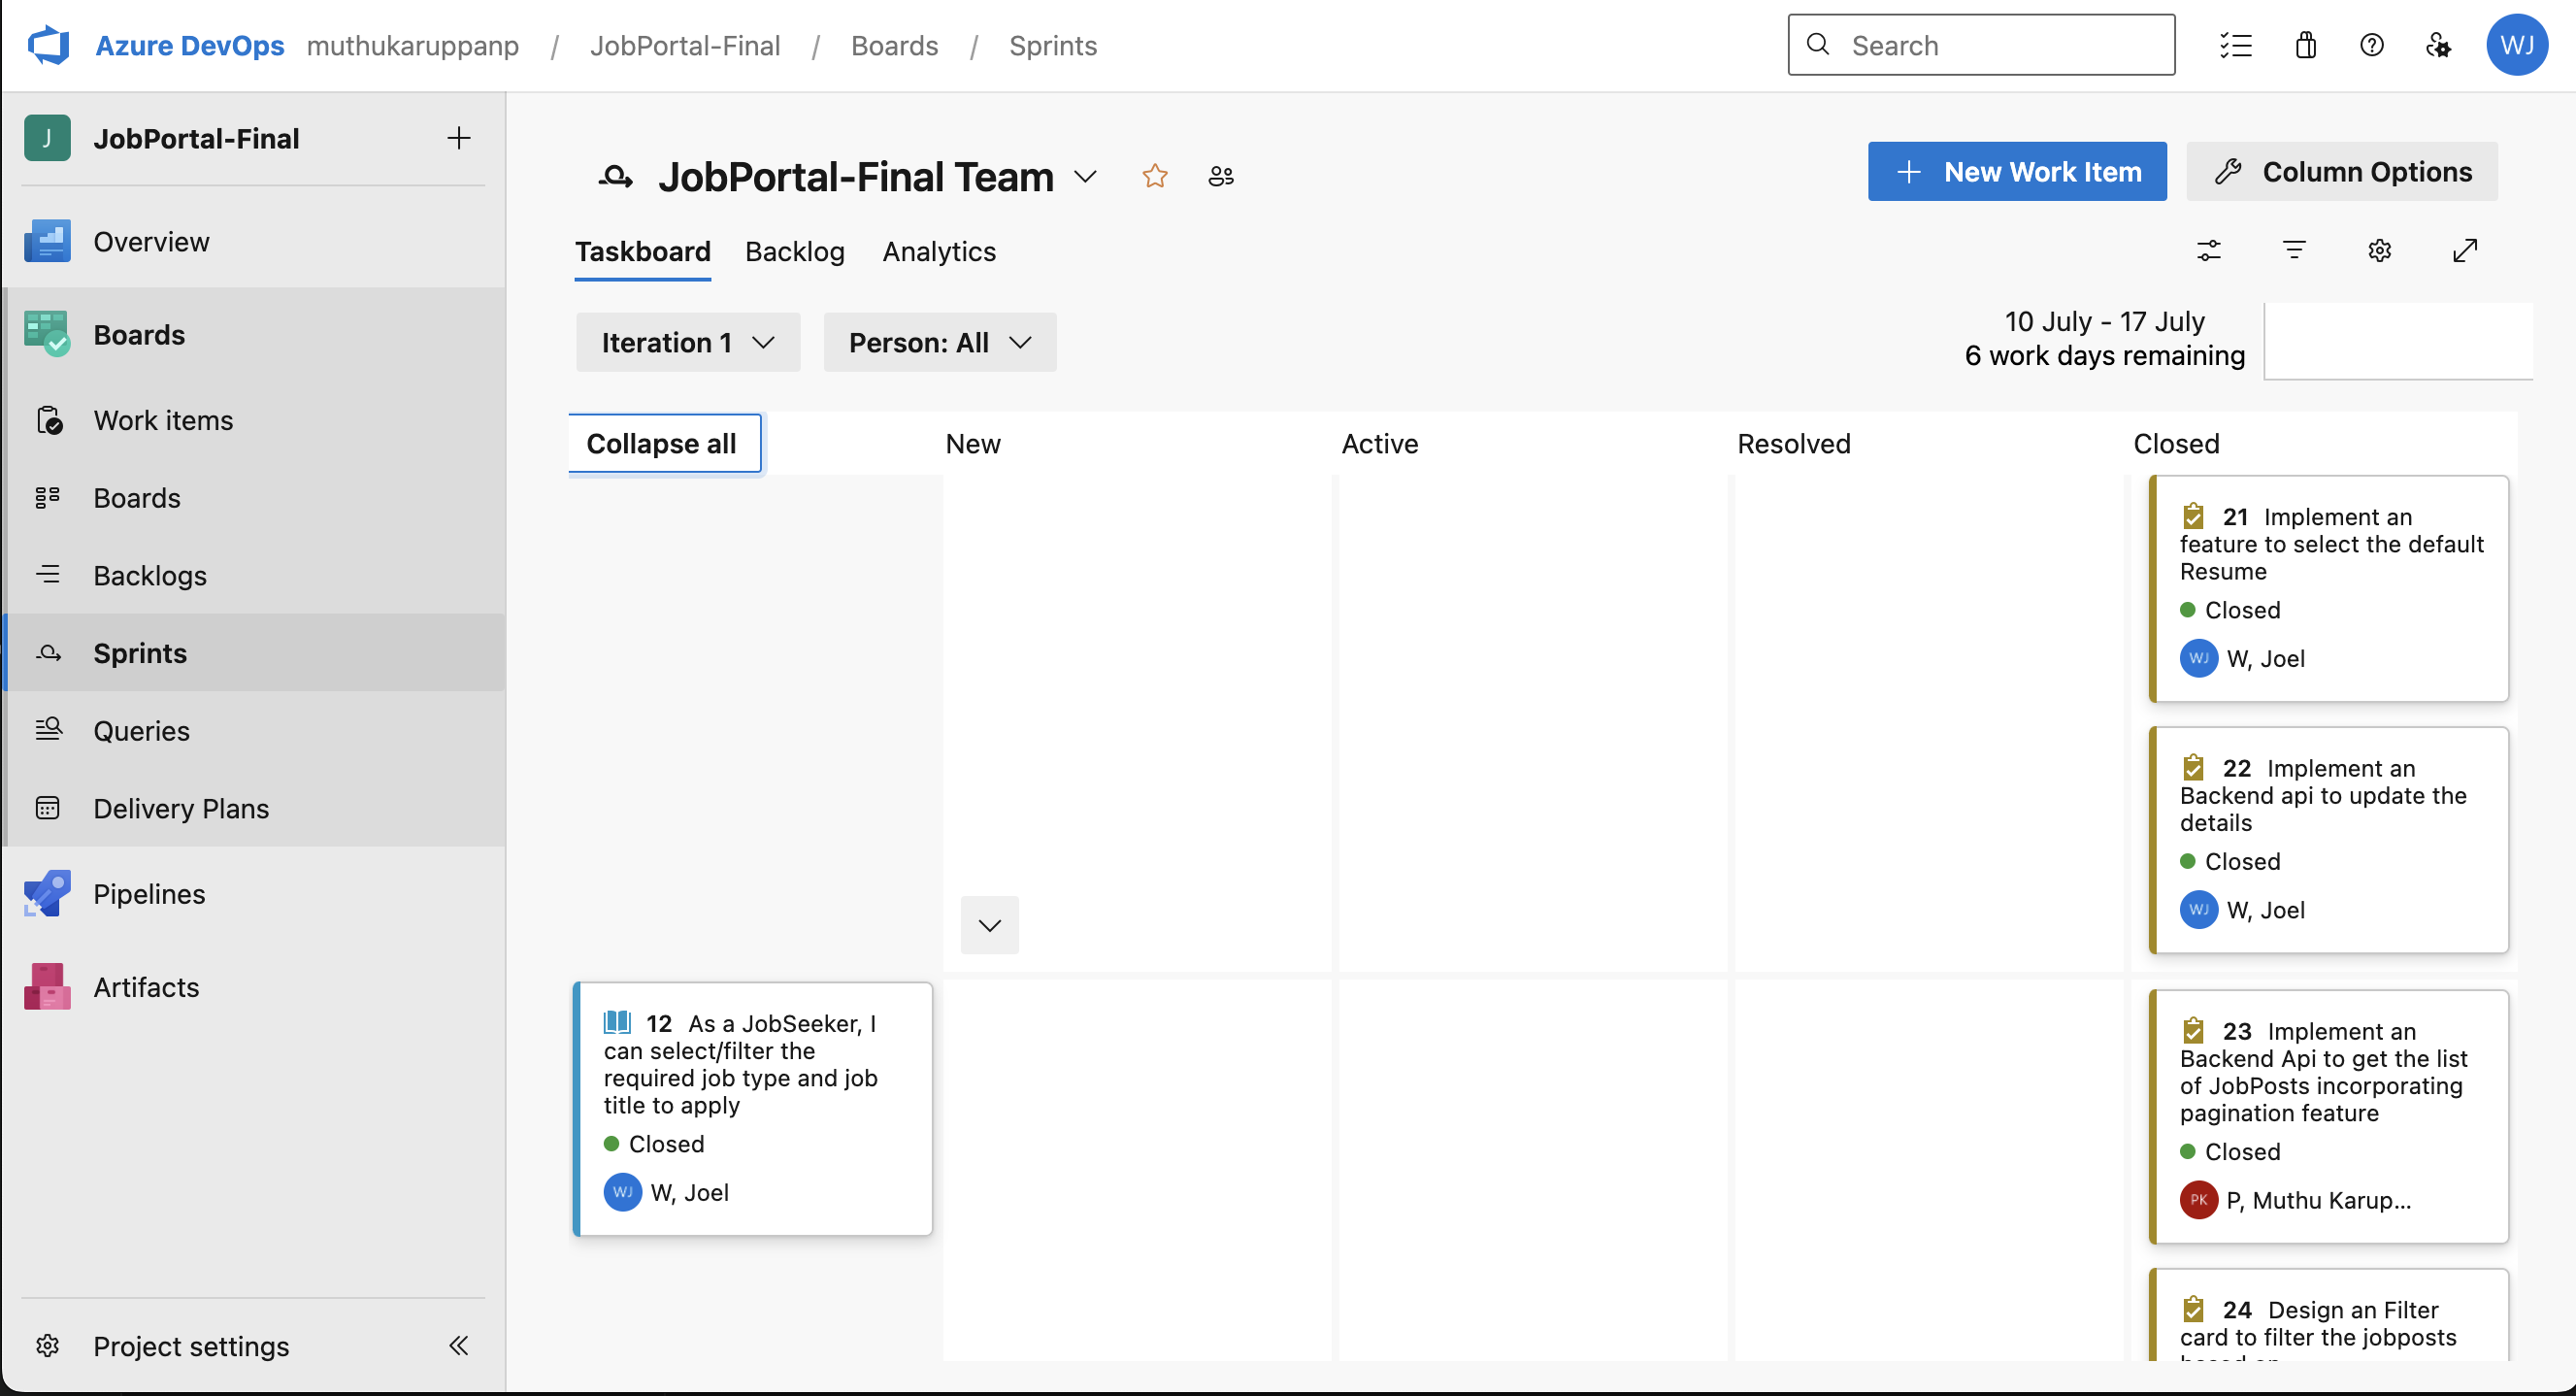 Azure DevOps muthukaruppanp / JobPortal-Final / Boards / Sprints
Search
WJ
J JobPortal-Final
Overview
Boards
Work items
Boards
Backlogs
Sprints
Queries
Delivery Plans
Pipelines
Artifacts
Project settings
JobPortal-Final Team
New Work Item
Column Options
Taskboard Backlog Analytics
Iteration 1
Person: All
10 July - 17 July
6 work days remaining
Collapse all New Active Resolved Closed
21 Implement an
feature to select the default
Resume
Closed
WJ W, Joel
22 Implement an
Backend api to update the
details
Closed
WJ W, Joel
12 As a JobSeeker, I
can select/filter the
required job type and job
title to apply
Closed
WJ W, Joel
23 Implement an
Backend Api to get the list
of JobPosts incorporating
pagination feature
Closed
PK P, Muthu Karup...
24 Design an Filter
card to filter the jobposts